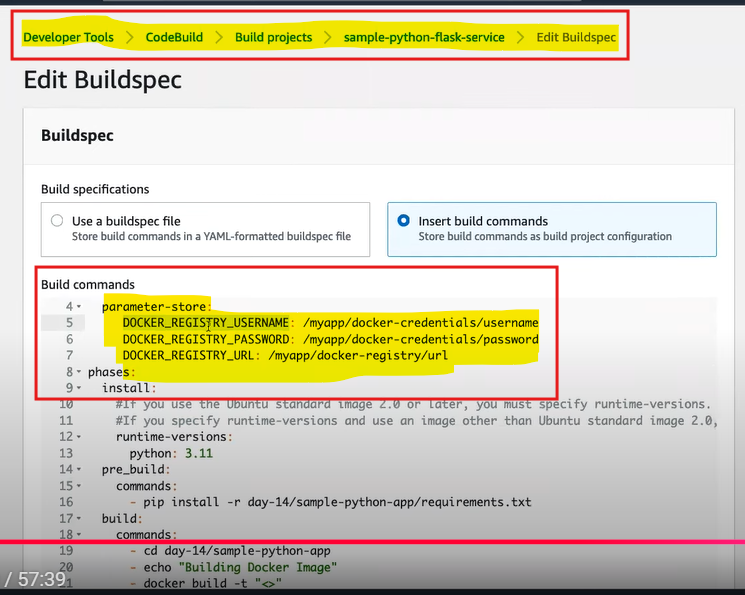 Developer Tools > CodeBuild > Build projects > sample-python-flask-service > Edit Buildspec
Edit Buildspec
Buildspec
Build specifications
Use a buildspec file
Store build commands in a YAML-formatted buildspec file
Insert build commands
Store build commands as build project configuration
Build commands
4 parameter-store:
5 DOCKER_REGISTRY_USERNAME: /myapp/docker-credentials/username
6 DOCKER_REGISTRY_PASSWORD: /myapp/docker-credentials/password
7 DOCKER_REGISTRY_URL: /myapp/docker-registry/url
8 phases:
9 install:
10 #If you use the Ubuntu standard image 2.0 or later, you must specify runtime-versions.
11 #If you specify runtime-versions and use an image other than Ubuntu standard image 2.0,
12 runtime-versions:
13 python: 3.11
14 pre_build:
15 commands:
16 - pip install -r day-14/sample-python-app/requirements.txt
17 build:
18 commands:
19 - cd day-14/sample-python-app
20 - echo "Building Docker Image"
- docker build -t "<>"
/ 57:39